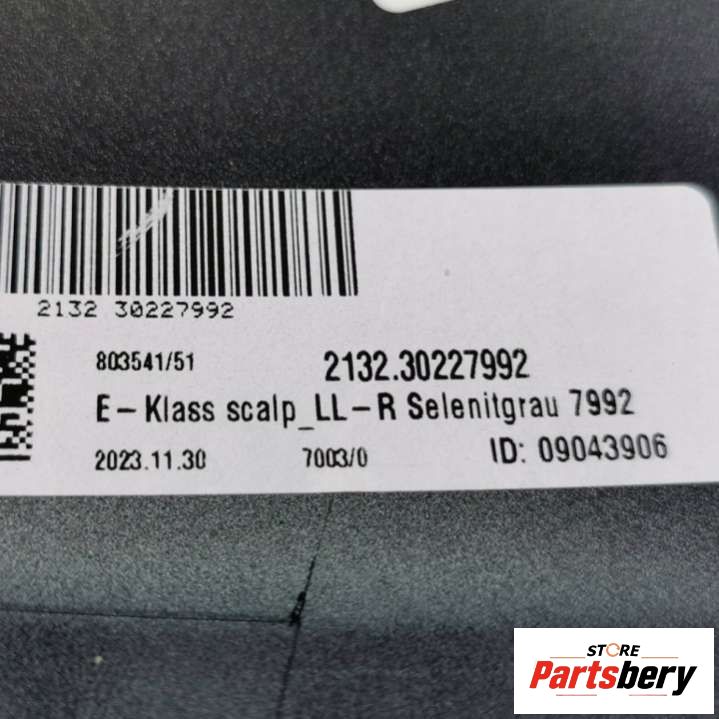 2132 30227992
803541/51
2132.30227992
E-Klass scalp_LL-R Selenitgrau 7992
2023.11.30
7003/0
ID: 09043906
STORE
Partsbery